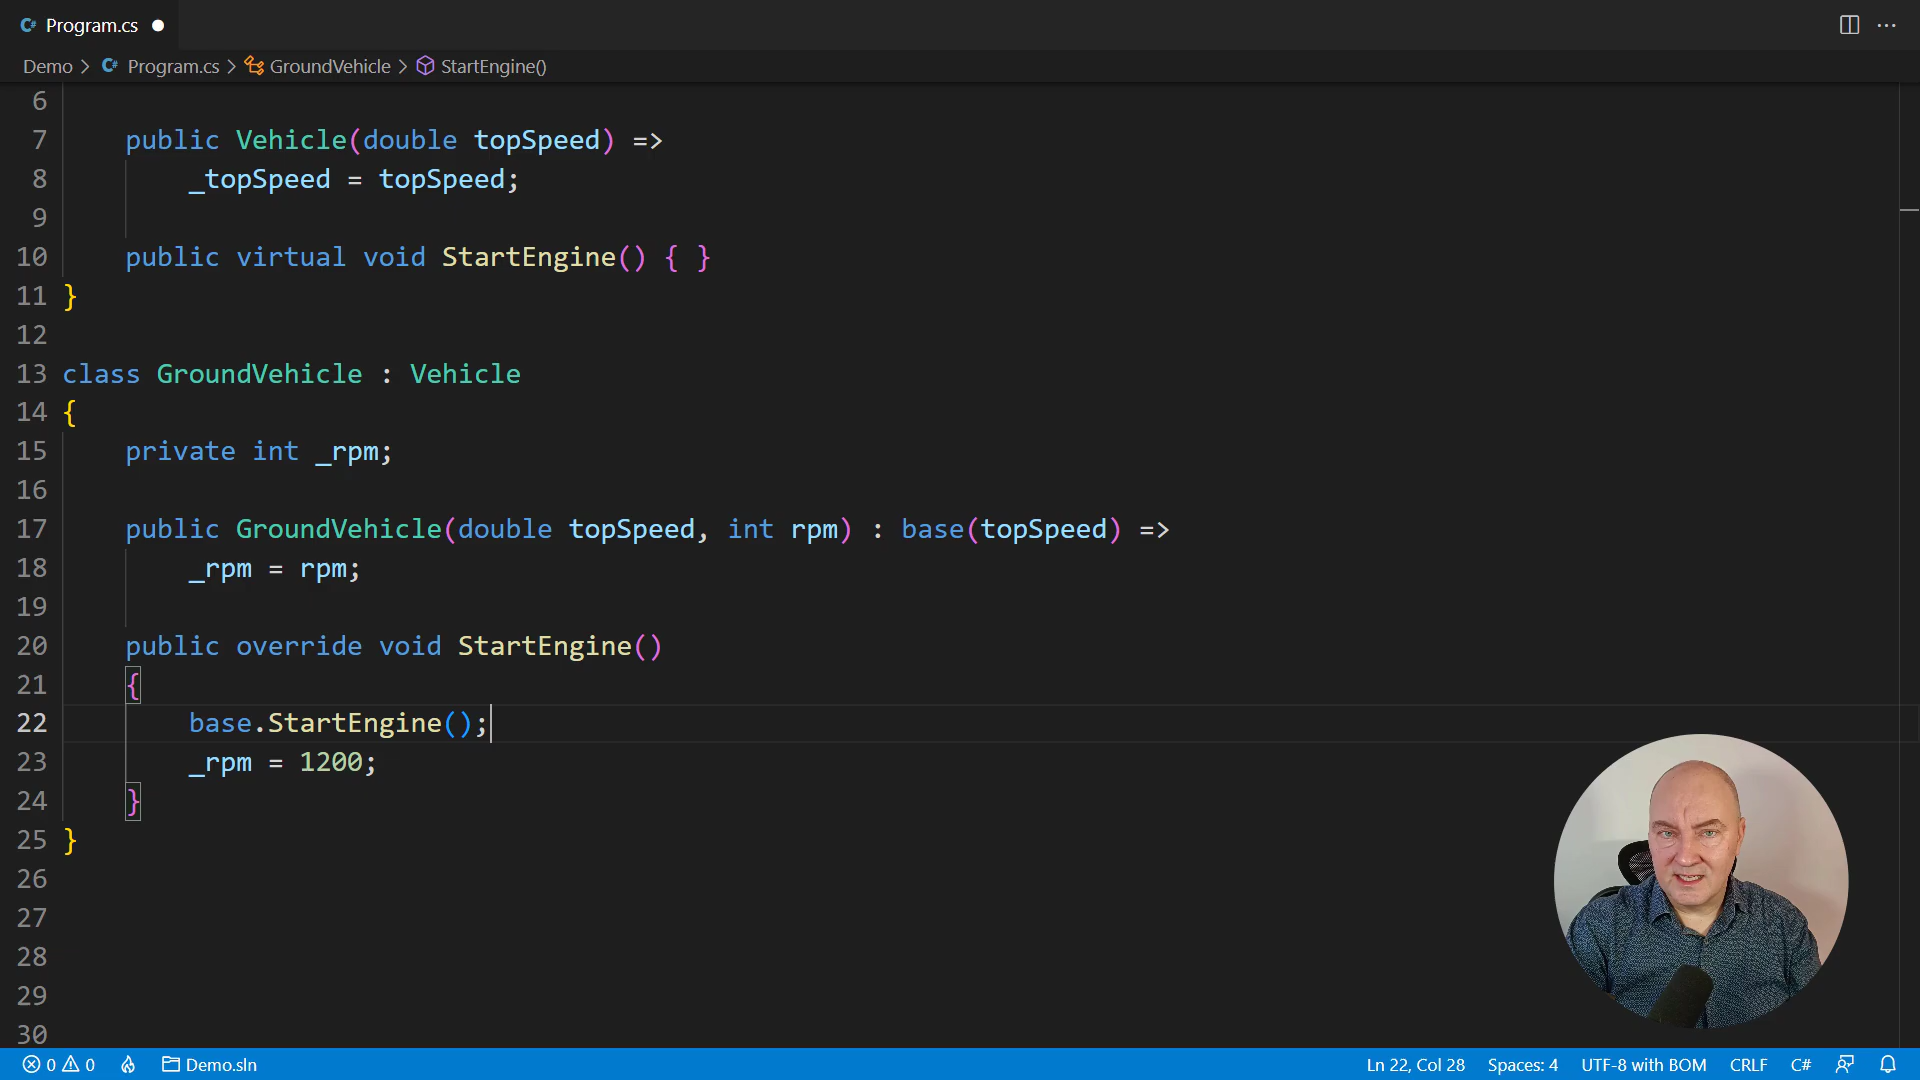 Program.cs
Demo > Program.cs > GroundVehicle > StartEngine()
6
7 public Vehicle(double topSpeed) =>
8 _topSpeed = topSpeed;
9
10 public virtual void StartEngine() { }
11 }
12
13 class GroundVehicle : Vehicle
14 {
15 private int _rpm;
16
17 public GroundVehicle(double topSpeed, int rpm) : base(topSpeed) =>
18 _rpm = rpm;
19
20 public override void StartEngine()
21 {
22 base.StartEngine();
23 _rpm = 1200;
24 }
25 }
26
27
28
29
30
0 0 Demo.sln Ln 22, Col 28 Spaces: 4 UTF-8 with BOM CRLF C#